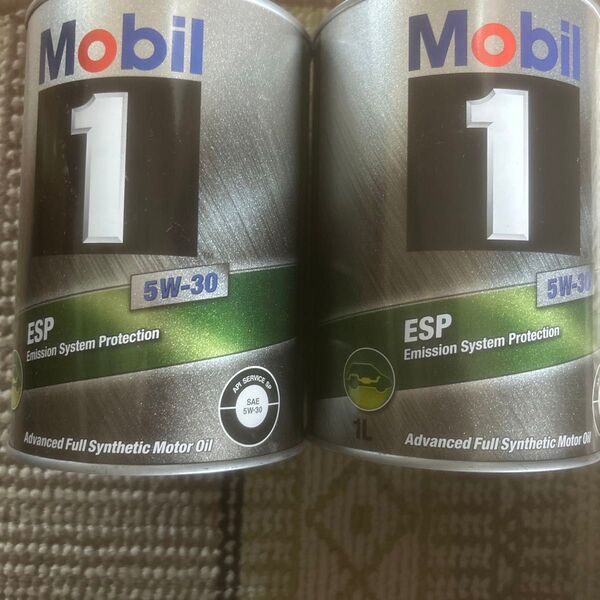 Mobil
1
5W-30
ESP
Emission System Protection
API SERVICE SP
SAE
5W-30
Advanced Full Synthetic Motor Oil
Mobil
1
5W-30
ESP
Emission System Protection
1L
Advanced Full Synthetic Motor Oil